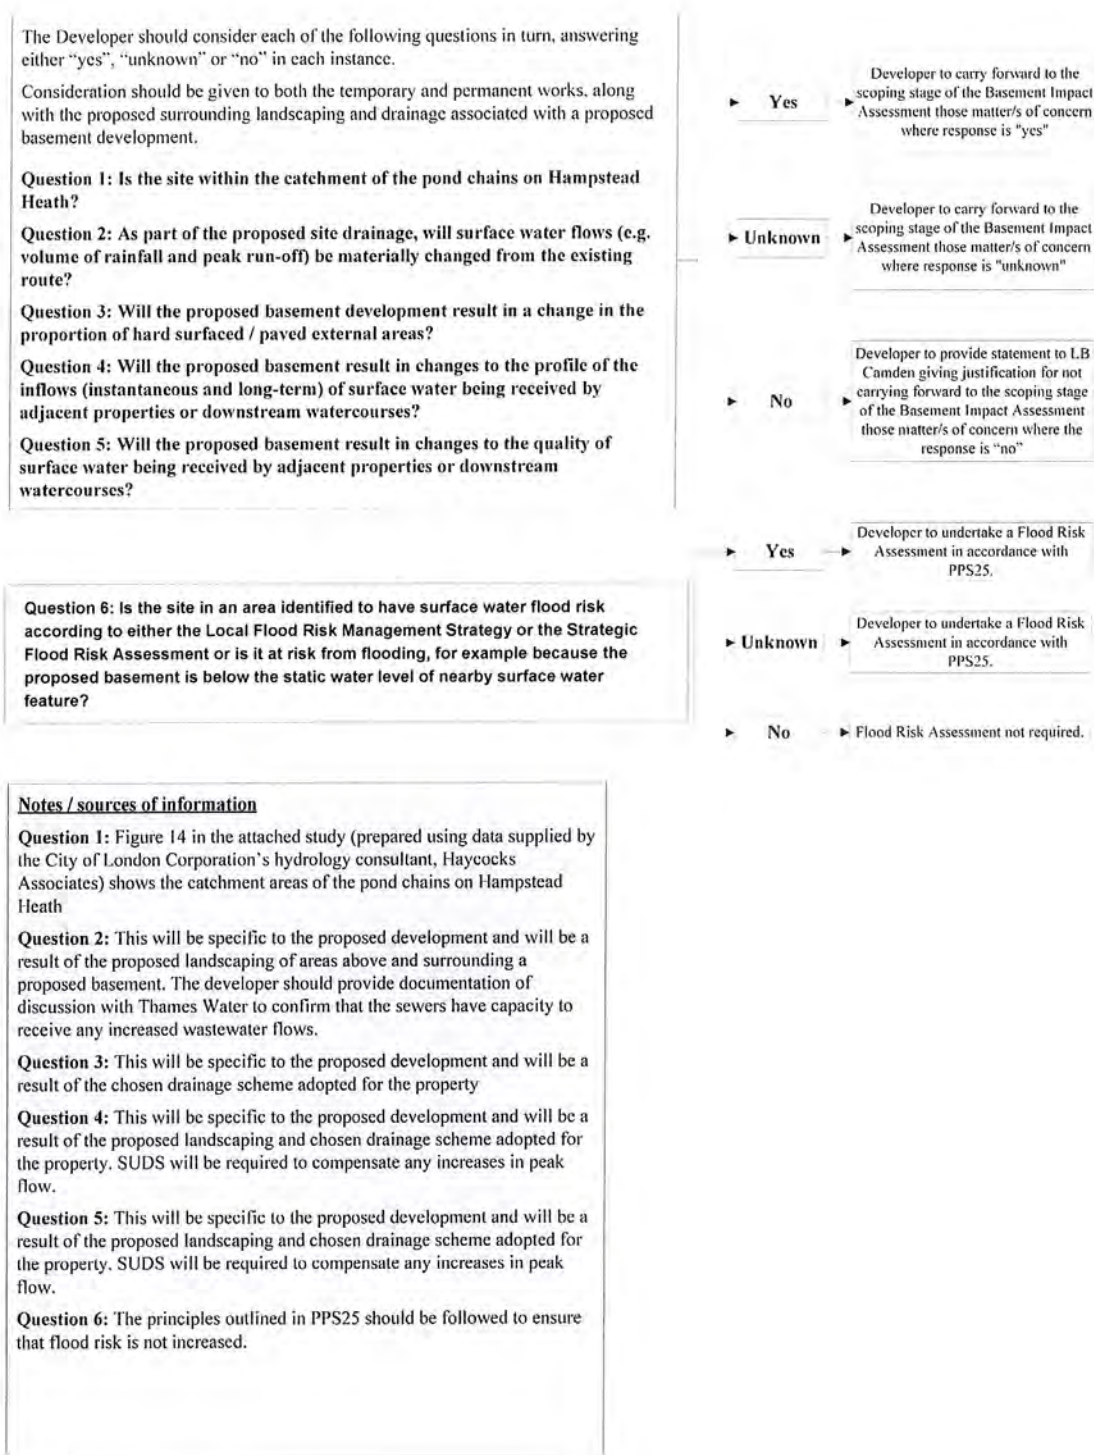 The Developer should consider each of the following questions in turn, answering
either “yes”, “unknown” or “no” in each instance.
Consideration should be given to both the temporary and permanent works, along
with the proposed surrounding landscaping and drainage associated with a proposed
basement development.
Question 1: Is the site within the catchment of the pond chains on Hampstead
Heath?
Question 2: As part of the proposed site drainage, will surface water flows (e.g.
volume of rainfall and peak run-off) be materially changed from the existing
route?
Question 3: Will the proposed basement development result in a change in the
proportion of hard surfaced / paved external areas?
Question 4: Will the proposed basement result in changes to the profile of the
inflows (instantaneous and long-term) of surface water being received by
adjacent properties or downstream watercourses?
Question 5: Will the proposed basement result in changes to the quality of
surface water being received by adjacent properties or downstream
watercourses?
Yes
Developer to carry forward to the
scoping stage of the Basement Impact
Assessment those matter/s of concern
where response is "yes"
Unknown
Developer to carry forward to the
scoping stage of the Basement Impact
Assessment those matter/s of concern
where response is "unknown"
No
Developer to provide statement to LB
Camden giving justification for not
carrying forward to the scoping stage
of the Basement Impact Assessment
those matter/s of concern where the
response is “no”
Question 6: Is the site in an area identified to have surface water flood risk
according to either the Local Flood Risk Management Strategy or the Strategic
Flood Risk Assessment or is it at risk from flooding, for example because the
proposed basement is below the static water level of nearby surface water
feature?
Yes
Developer to undertake a Flood Risk
Assessment in accordance with
PPS25.
Unknown
Developer to undertake a Flood Risk
Assessment in accordance with
PPS25.
No
Flood Risk Assessment not required.
Notes / sources of information
Question 1: Figure 14 in the attached study (prepared using data supplied by
the City of London Corporation’s hydrology consultant, Haycocks
Associates) shows the catchment areas of the pond chains on Hampstead
Heath
Question 2: This will be specific to the proposed development and will be a
result of the proposed landscaping of areas above and surrounding a
proposed basement. The developer should provide documentation of
discussion with Thames Water to confirm that the sewers have capacity to
receive any increased wastewater flows.
Question 3: This will be specific to the proposed development and will be a
result of the chosen drainage scheme adopted for the property
Question 4: This will be specific to the proposed development and will be a
result of the proposed landscaping and chosen drainage scheme adopted for
the property. SUDS will be required to compensate any increases in peak
flow.
Question 5: This will be specific to the proposed development and will be a
result of the proposed landscaping and chosen drainage scheme adopted for
the property. SUDS will be required to compensate any increases in peak
flow.
Question 6: The principles outlined in PPS25 should be followed to ensure
that flood risk is not increased.